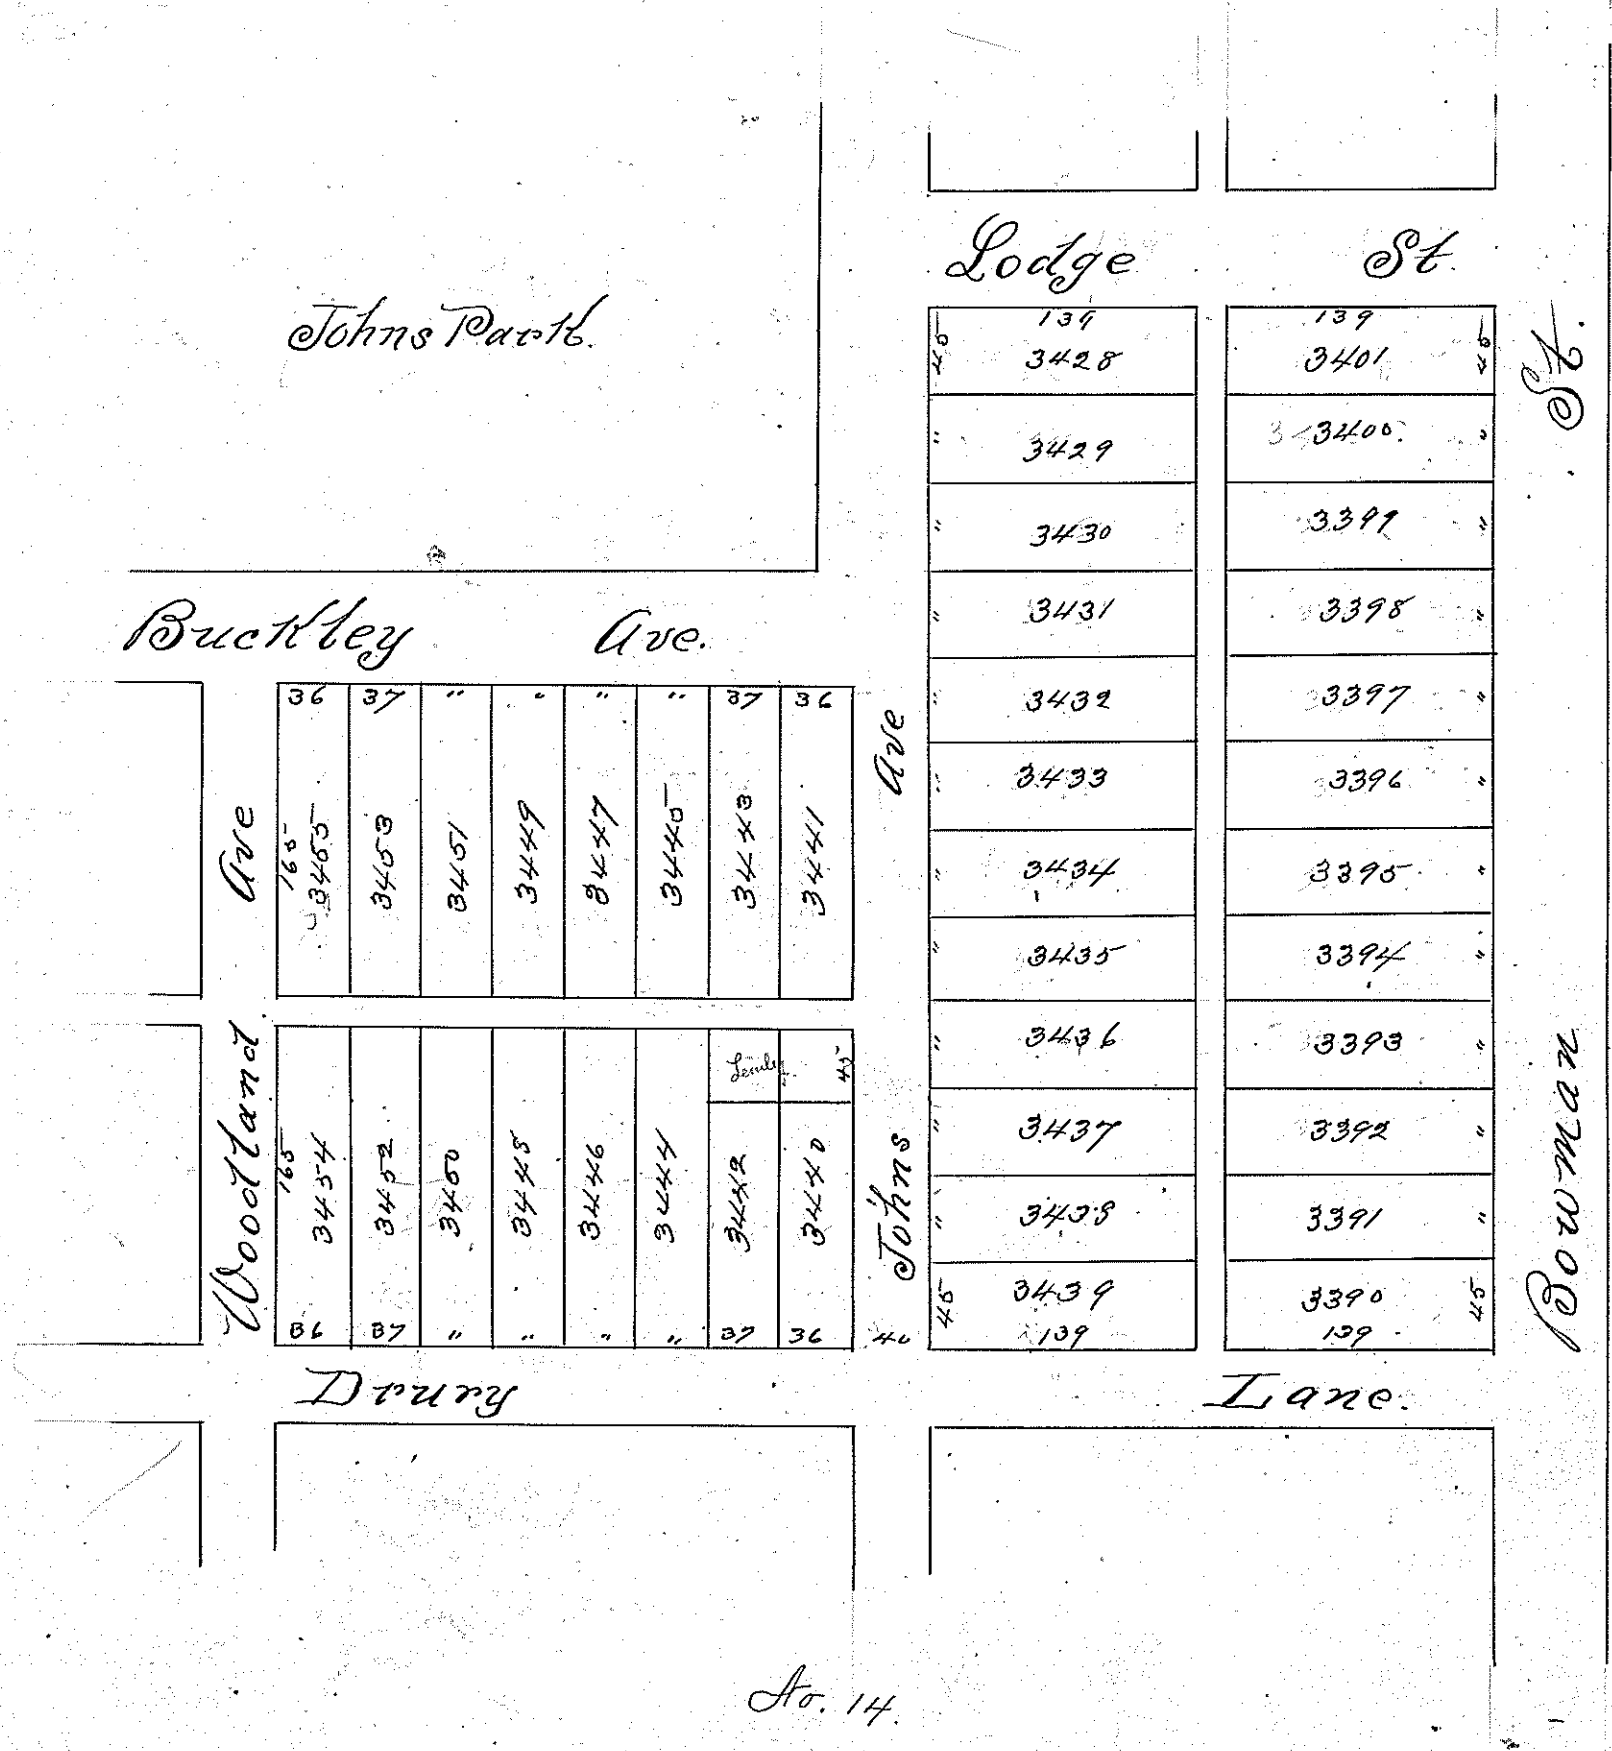 Lodge St.
Johns Park.
Bowman St.
139 139
45 3428 3401 45
" 3429 3400 "
" 3430 3399 "
" 3431 3398 "
" 3432 3397 "
" 3433 3396 "
" 3434 3395 "
" 3435 3394 "
" 3436 3393 "
" 3437 3392 "
" 3438 3391 "
45 3439 3390 45
139 139
Buckley Ave.
36 37 " " " " 37 36
165
3455 3453 3451 3449 3447 3445 3443 3441
Woodland Ave
Johns Ave
45
165
3454 3452 3450 3448 3446 3444 3442 3440
36 37 " " " " 37 36 40
Drury Lane.
No. 14.